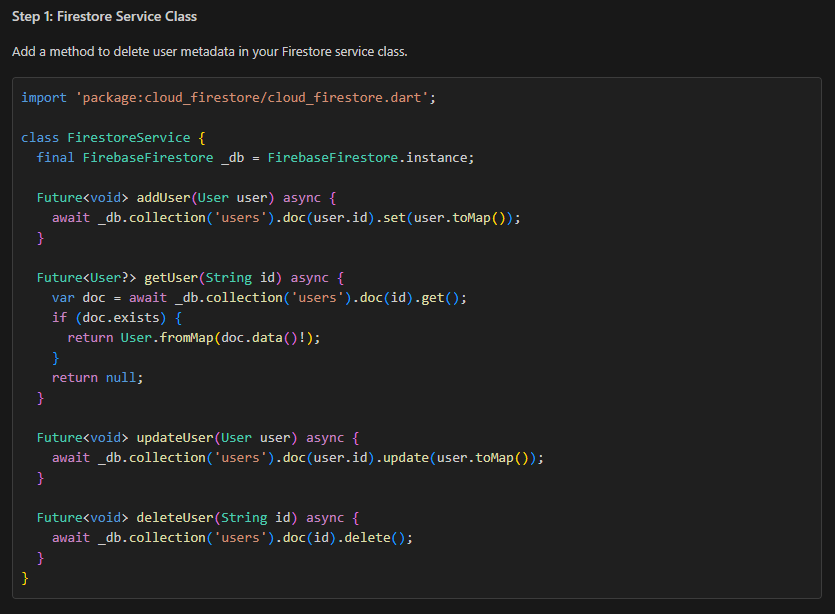 Step 1: Firestore Service Class
Add a method to delete user metadata in your Firestore service class.
import 'package:cloud_firestore/cloud_firestore.dart';
class FirestoreService {
  final FirebaseFirestore _db = FirebaseFirestore.instance;
  Future<void> addUser(User user) async {
    await _db.collection('users').doc(user.id).set(user.toMap());
  }
  Future<User?> getUser(String id) async {
    var doc = await _db.collection('users').doc(id).get();
    if (doc.exists) {
      return User.fromMap(doc.data()!);
    }
    return null;
  }
  Future<void> updateUser(User user) async {
    await _db.collection('users').doc(user.id).update(user.toMap());
  }
  Future<void> deleteUser(String id) async {
    await _db.collection('users').doc(id).delete();
  }
}